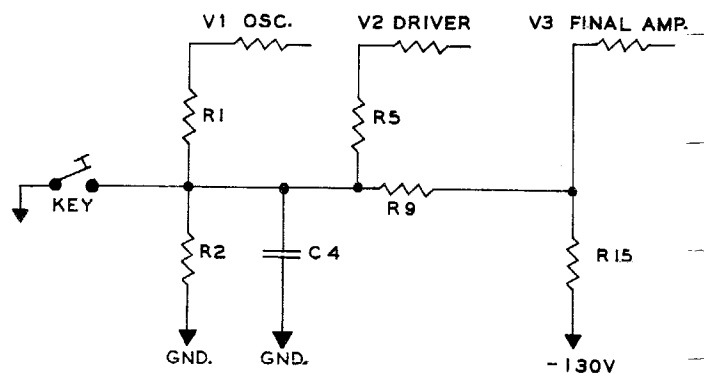 V1 OSC.
V2 DRIVER
V3 FINAL AMP.
R1
R5
KEY
R9
R2
C4
R15
GND.
GND.
-130V